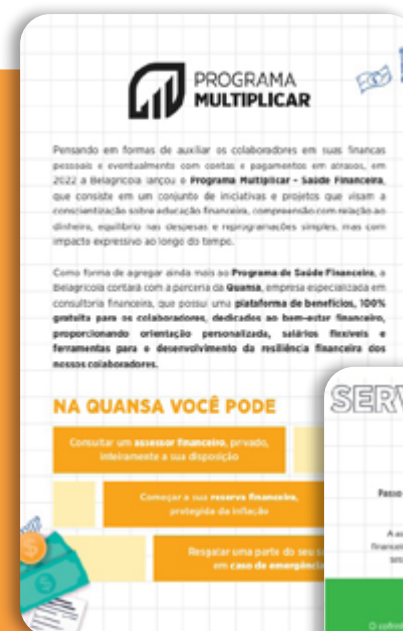 PROGRAMA
MULTIPLICAR
Pensando em formas de auxiliar os colaboradores em suas finanças
pessoais e eventualmente com contas e pagamentos em atrasos, em
2022 a Belagrícola lançou o Programa Multiplicar - Saúde Financeira,
que consiste em um conjunto de iniciativas e projetos que visam a
conscientização sobre educação financeira, compreensão com relação ao
dinheiro, equilíbrio nas despesas e reprogramações simples, mas com
impacto expressivo ao longo do tempo.
Como forma de agregar ainda mais ao Programa de Saúde Financeira, a
Belagrícola contará com a parceria da Quansa, empresa especializada em
consultoria financeira, que possui uma plataforma de benefícios, 100%
gratuita para os colaboradores, dedicados ao bem-estar financeiro,
proporcionando orientação personalizada, salários flexíveis e
ferramentas para o desenvolvimento da resiliência financeira dos
nossos colaboradores.
NA QUANSA VOCÊ PODE
Consultar um assessor financeiro, privado,
inteiramente a sua disposição
Começar a sua reserva financeira,
protegida da inflação
Resgatar uma parte do seu
em caso de emergência
SERV
Passo